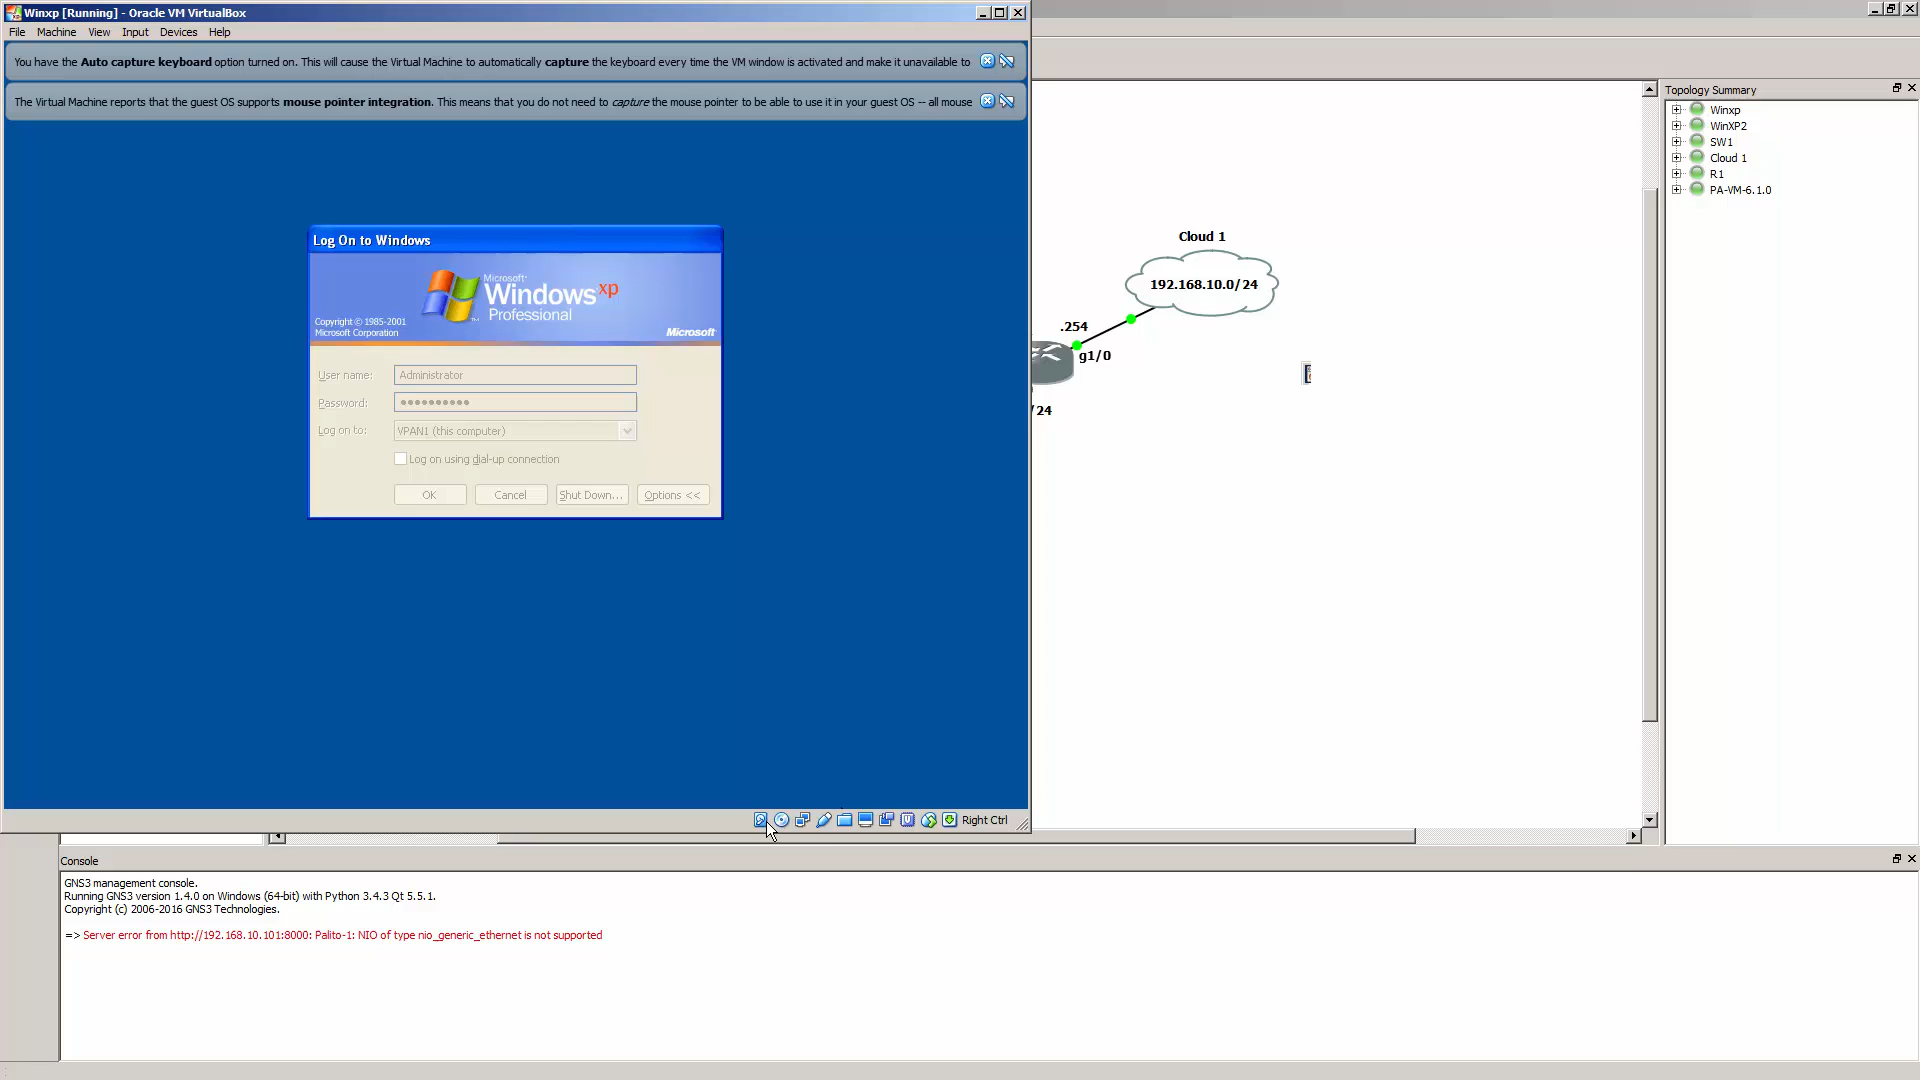 Winxp [Running] - Oracle VM VirtualBox
File Machine View Input Devices Help
You have the Auto capture keyboard option turned on. This will cause the Virtual Machine to automatically capture the keyboard every time the VM window is activated and make it unavailable to
The Virtual Machine reports that the guest OS supports mouse pointer integration. This means that you do not need to capture the mouse pointer to be able to use it in your guest OS -- all mouse
Log On to Windows
Microsoft®
Windows xp
Professional
Copyright © 1985-2001
Microsoft Corporation
Microsoft
User name: Administrator
Password:
Log on to: VPAN1 (this computer)
Log on using dial-up connection
OK Cancel Shut Down... Options <<
Right Ctrl
Cloud 1
192.168.10.0/24
.254
g1/0
/24
Topology Summary
Winxp
WinXP2
SW1
Cloud 1
R1
PA-VM-6.1.0
Console
GNS3 management console.
Running GNS3 version 1.4.0 on Windows (64-bit) with Python 3.4.3 Qt 5.5.1.
Copyright (c) 2006-2016 GNS3 Technologies.
=> Server error from http://192.168.10.101:8000: Palito-1: NIO of type nio_generic_ethernet is not supported